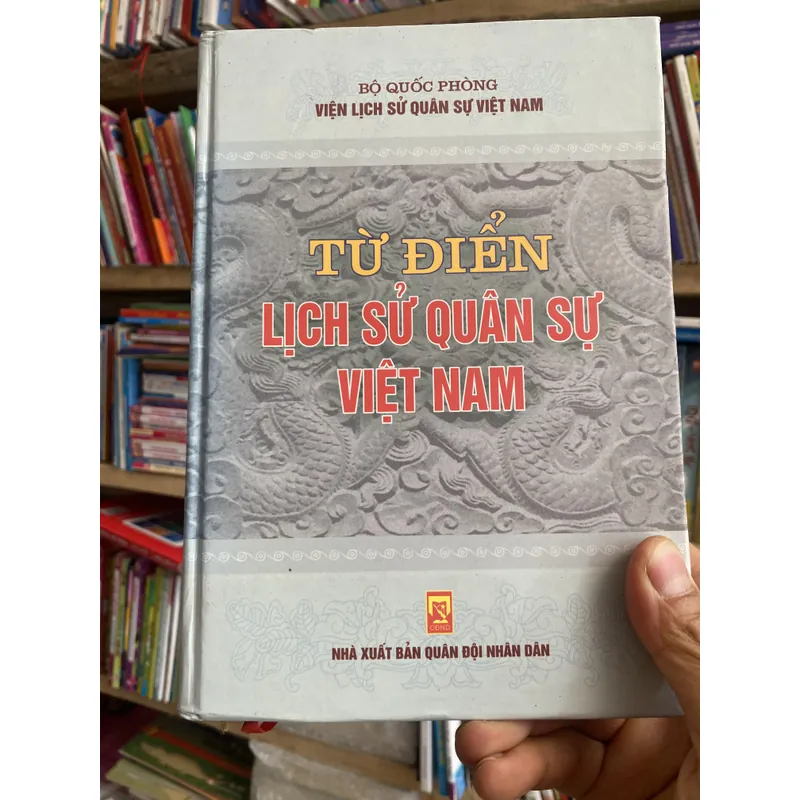 BỘ QUỐC PHÒNG
VIỆN LỊCH SỬ QUÂN SỰ VIỆT NAM
TỪ ĐIỂN
LỊCH SỬ QUÂN SỰ
VIỆT NAM
QĐND
NHÀ XUẤT BẢN QUÂN ĐỘI NHÂN DÂN